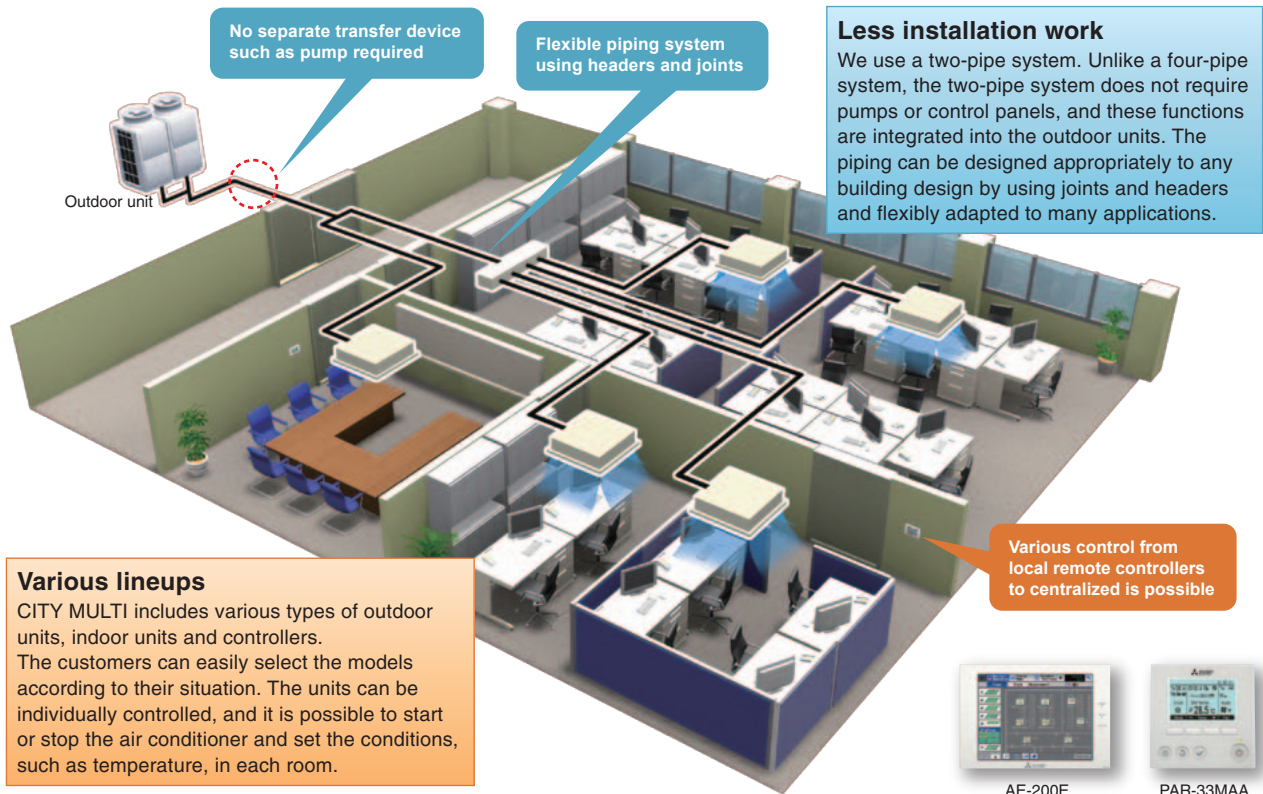 No separate transfer device
such as pump required
Flexible piping system
using headers and joints
Less installation work
We use a two-pipe system. Unlike a four-pipe
system, the two-pipe system does not require
pumps or control panels, and these functions
are integrated into the outdoor units. The
piping can be designed appropriately to any
building design by using joints and headers
and flexibly adapted to many applications.
Outdoor unit
Various control from
local remote controllers
to centralized is possible
Various lineups
CITY MULTI includes various types of outdoor
units, indoor units and controllers.
The customers can easily select the models
according to their situation. The units can be
individually controlled, and it is possible to start
or stop the air conditioner and set the conditions,
such as temperature, in each room.
AE-200E
PAR-33MAA